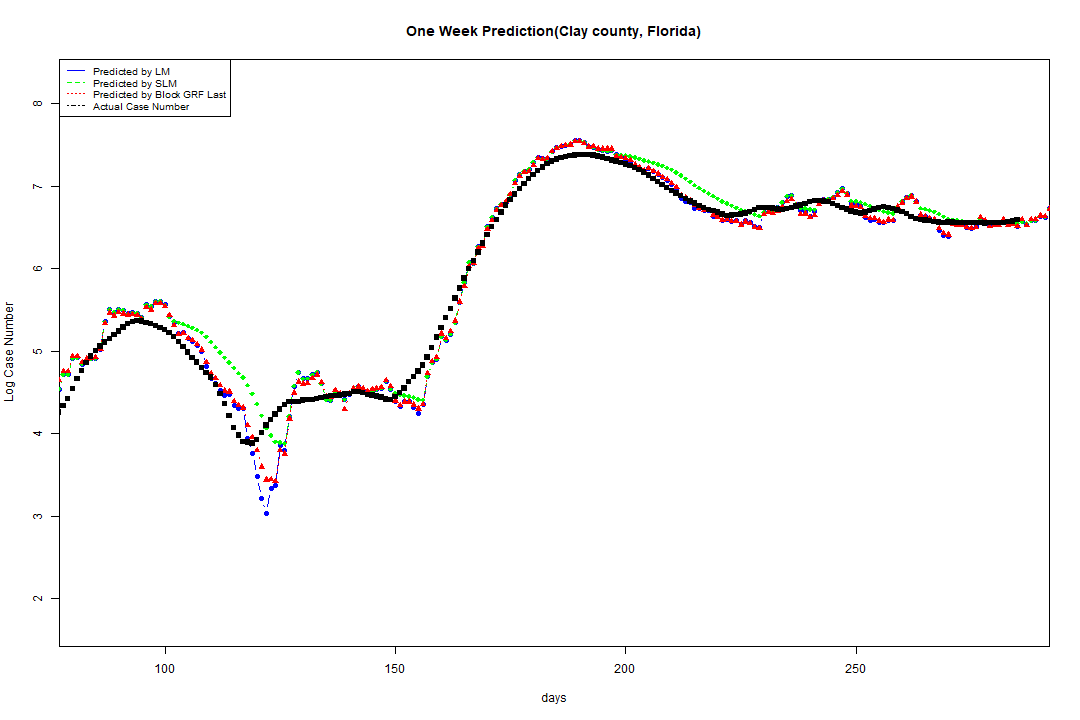 One Week Prediction(Clay county, Florida)
Predicted by LM
Predicted by SLM
Predicted by Block GRF Last
Actual Case Number
8
7
6
5
4
3
2
Log Case Number
100 150 200 250
days